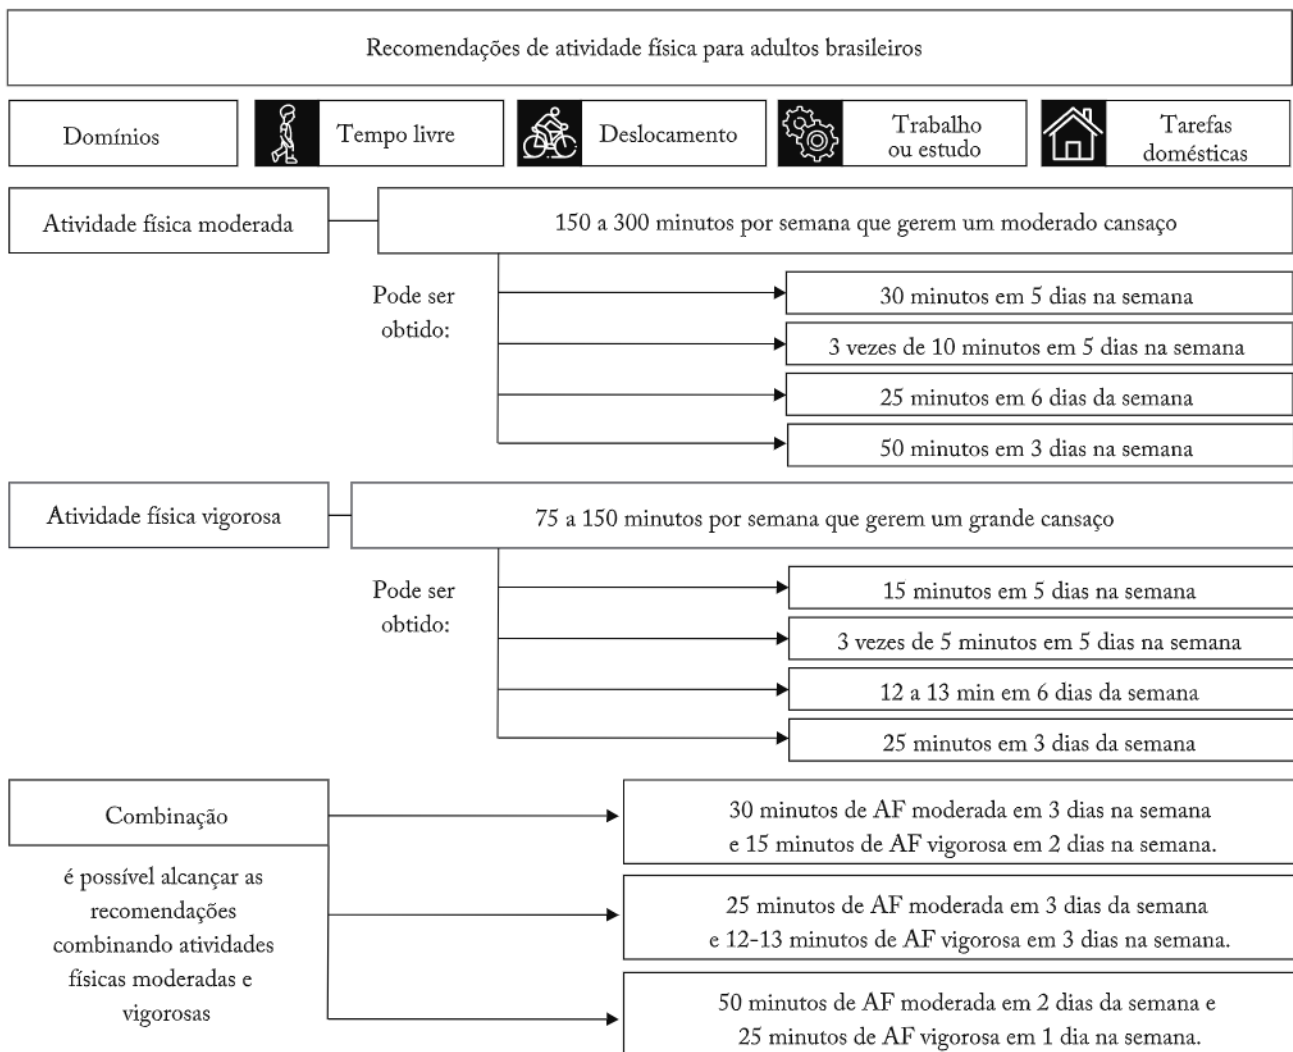 Recomendações de atividade física para adultos brasileiros
Domínios
Tempo livre
Deslocamento
Trabalho
ou estudo
Tarefas
domésticas
Atividade física moderada
150 a 300 minutos por semana que gerem um moderado cansaço
Pode ser
obtido:
30 minutos em 5 dias na semana
3 vezes de 10 minutos em 5 dias na semana
25 minutos em 6 dias da semana
50 minutos em 3 dias na semana
Atividade física vigorosa
75 a 150 minutos por semana que gerem um grande cansaço
Pode ser
obtido:
15 minutos em 5 dias na semana
3 vezes de 5 minutos em 5 dias na semana
12 a 13 min em 6 dias da semana
25 minutos em 3 dias da semana
Combinação
é possível alcançar as
recomendações
combinando atividades
físicas moderadas e
vigorosas
30 minutos de AF moderada em 3 dias na semana
e 15 minutos de AF vigorosa em 2 dias na semana.
25 minutos de AF moderada em 3 dias da semana
e 12-13 minutos de AF vigorosa em 3 dias na semana.
50 minutos de AF moderada em 2 dias da semana e
25 minutos de AF vigorosa em 1 dia na semana.